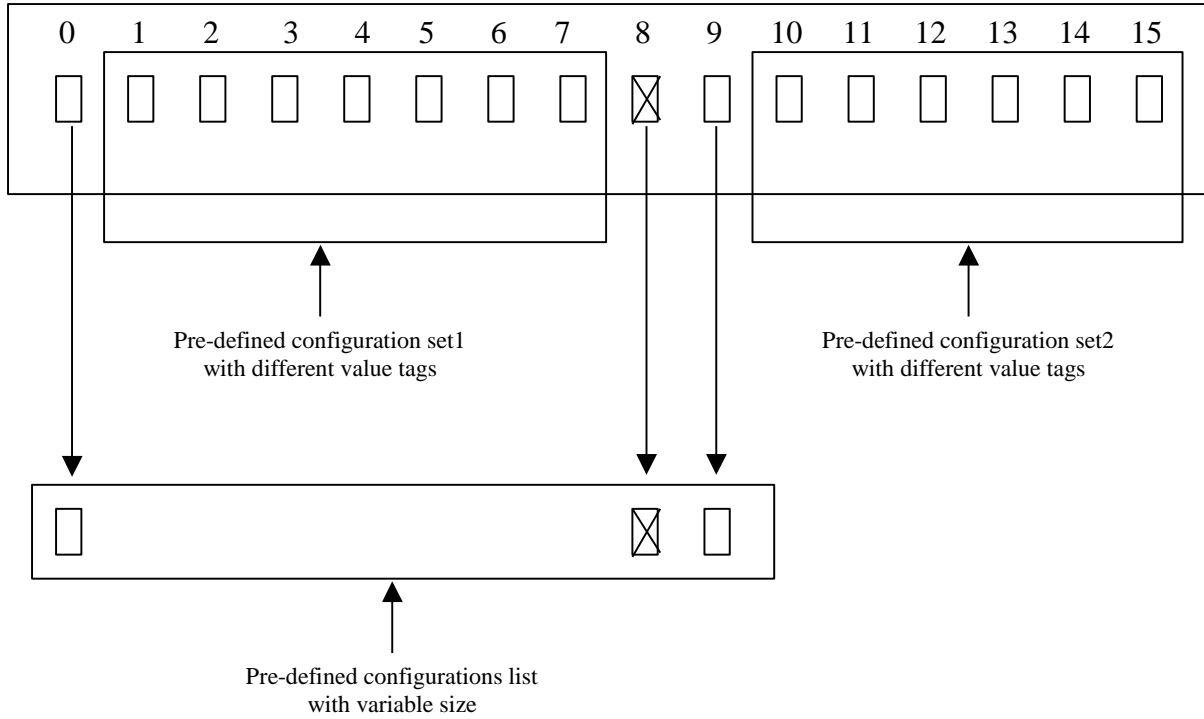 0 1 2 3 4 5 6 7 8 9 10 11 12 13 14 15
Pre-defined configuration set1
with different value tags
Pre-defined configuration set2
with different value tags
Pre-defined configurations list
with variable size